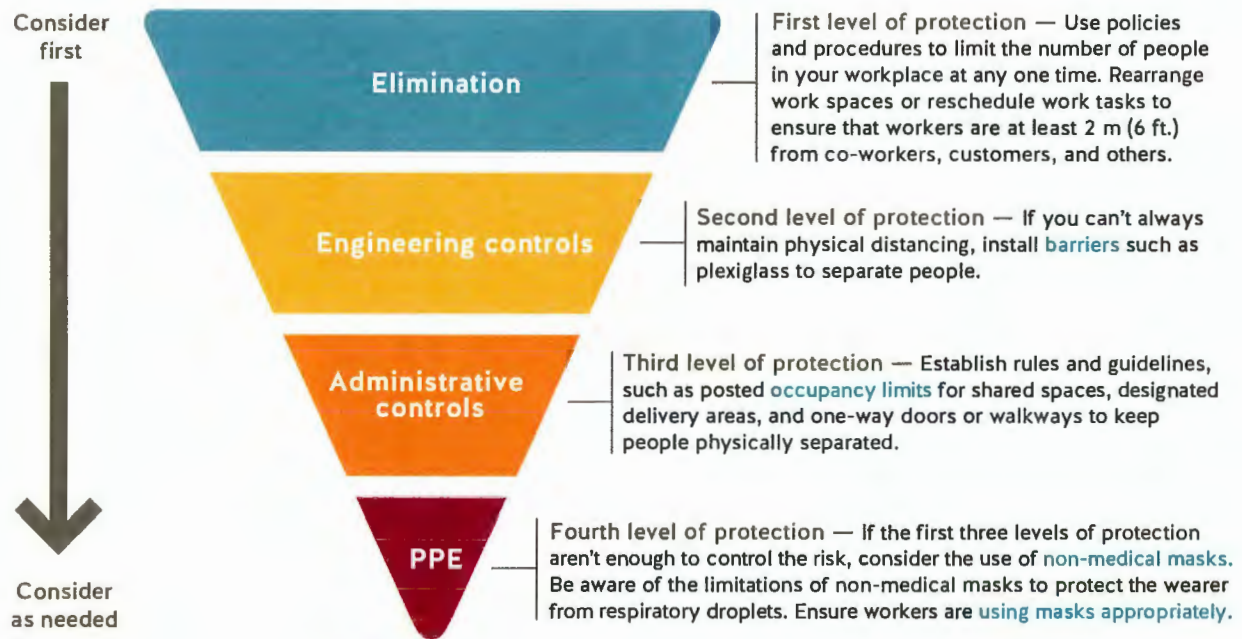 Consider
first
Elimination
First level of protection — Use policies
and procedures to limit the number of people
in your workplace at any one time. Rearrange
work spaces or reschedule work tasks to
ensure that workers are at least 2 m (6 ft.)
from co-workers, customers, and others.
Engineering controls
Second level of protection — If you can't always
maintain physical distancing, install barriers such as
plexiglass to separate people.
Administrative
controls
Third level of protection — Establish rules and guidelines,
such as posted occupancy limits for shared spaces, designated
delivery areas, and one-way doors or walkways to keep
people physically separated.
PPE
Fourth level of protection — If the first three levels of protection
aren't enough to control the risk, consider the use of non-medical masks.
Be aware of the limitations of non-medical masks to protect the wearer
from respiratory droplets. Ensure workers are using masks appropriately.
Consider
as needed